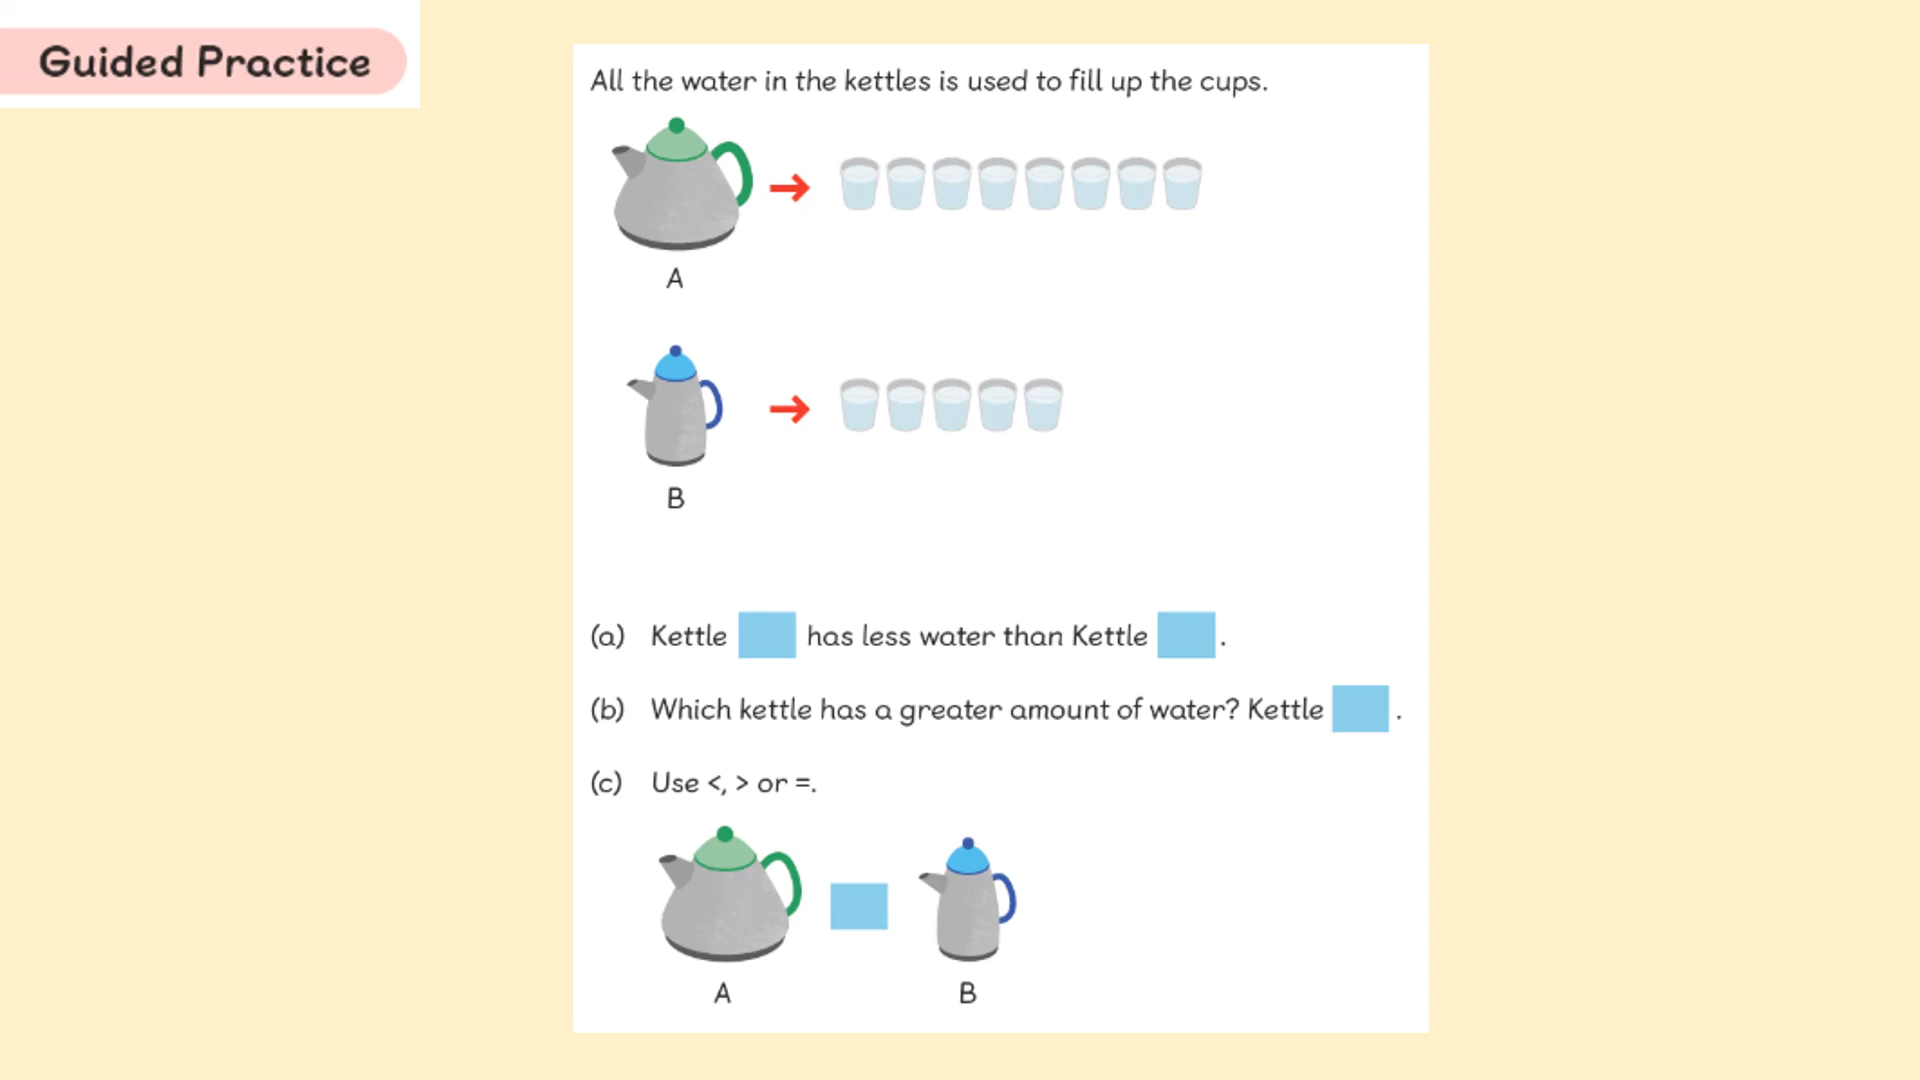 Guided Practice
All the water in the kettles is used to fill up the cups.
A
B
(a) Kettle has less water than Kettle .
(b) Which kettle has a greater amount of water? Kettle .
(c) Use <, > or =.
A B